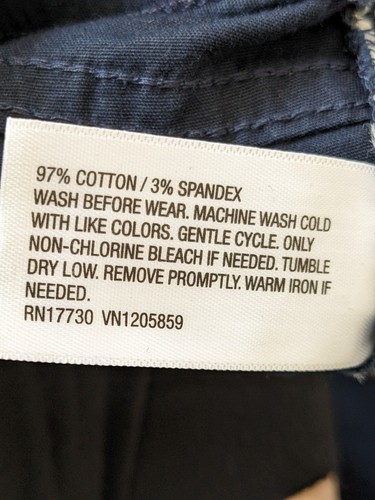 97% COTTON / 3% SPANDEX
WASH BEFORE WEAR. MACHINE WASH COLD
WITH LIKE COLORS. GENTLE CYCLE. ONLY
NON-CHLORINE BLEACH IF NEEDED. TUMBLE
DRY LOW. REMOVE PROMPTLY. WARM IRON IF
NEEDED.
RN17730 VN1205859